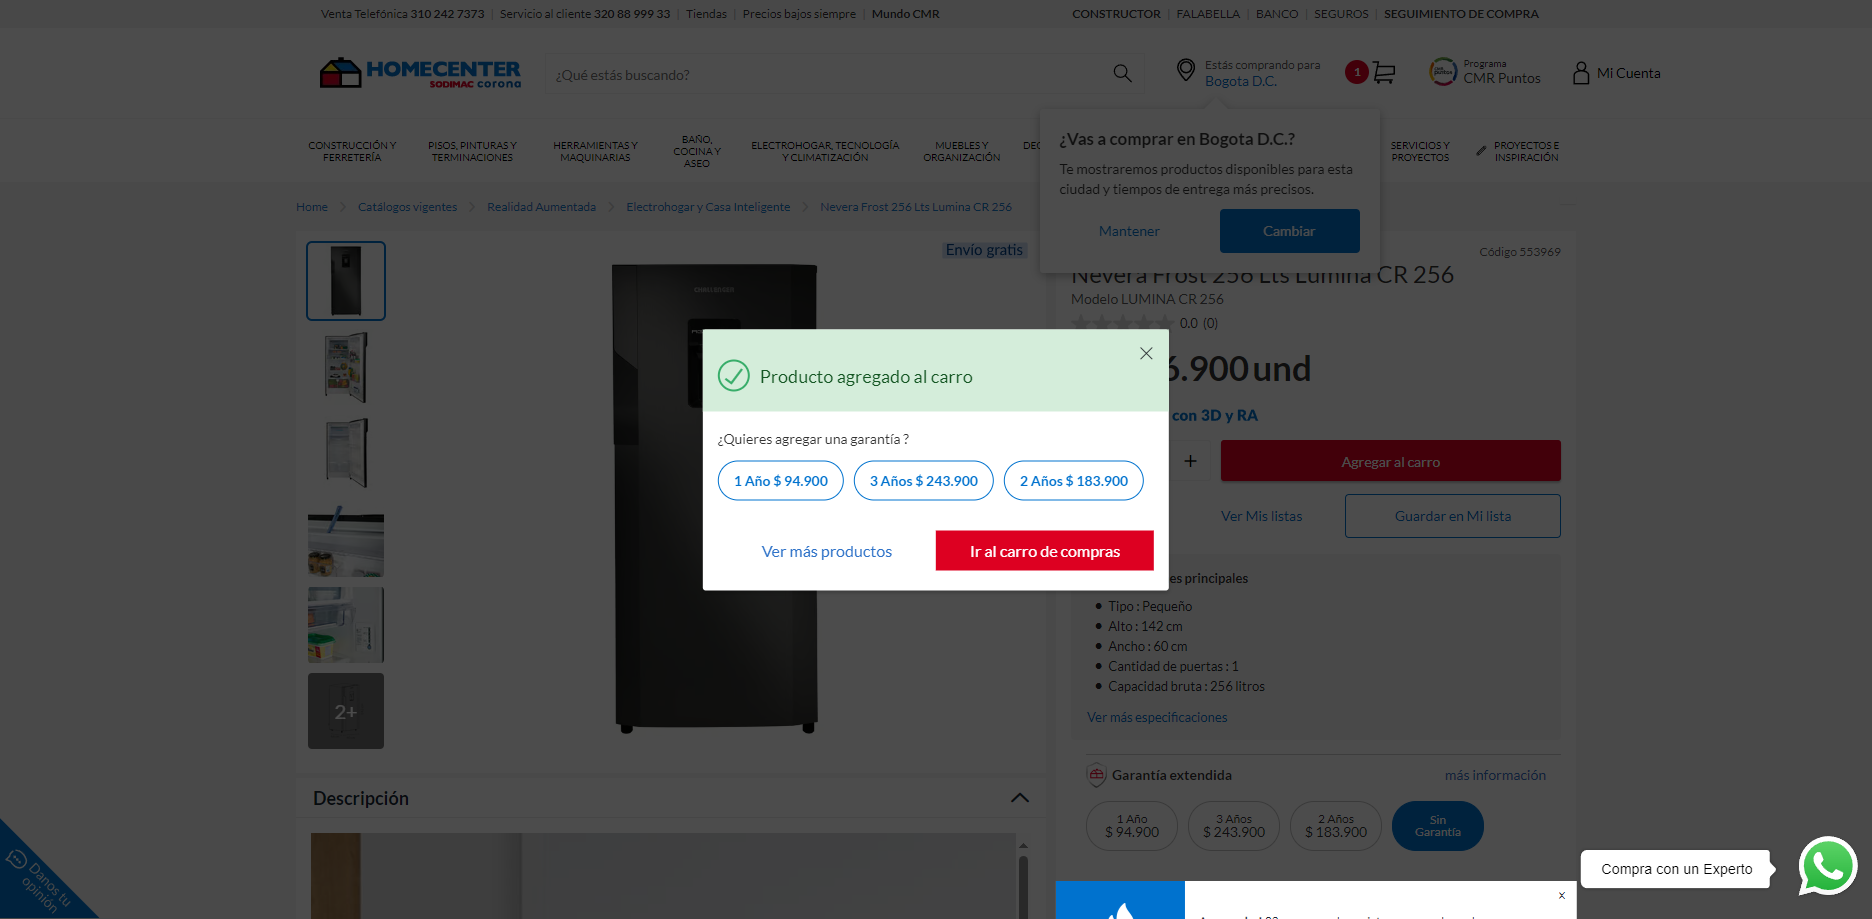 Venta Telefónica 310 242 7373 | Servicio al cliente 320 88 999 33 | Tiendas | Precios bajos siempre | Mundo CMR
CONSTRUCTOR | FALABELLA | BANCO | SEGUROS | SEGUIMIENTO DE COMPRA
HOMECENTER
SODIMAC corona
¿Qué estás buscando?
Estás comprando para
Bogota D.C.
1
Programa
CMR Puntos
Mi Cuenta
CONSTRUCCIÓN Y
FERRETERÍA
PISOS, PINTURAS Y
TERMINACIONES
HERRAMIENTAS Y
MAQUINARIAS
BAÑO,
COCINA Y
ASEO
ELECTROHOGAR, TECNOLOGÍA
Y CLIMATIZACIÓN
MUEBLES Y
ORGANIZACIÓN
SERVICIOS Y
PROYECTOS
PROYECTOS E
INSPIRACIÓN
¿Vas a comprar en Bogota D.C.?
Te mostraremos productos disponibles para esta
ciudad y tiempos de entrega más precisos.
Mantener
Cambiar
Home
Catálogos vigentes
Realidad Aumentada
Electrohogar y Casa Inteligente
Nevera Frost 256 Lts Lumina CR 256
Envío gratis
CHALLENGER
Código 553969
Nevera Frost 256 Lts Lumina CR 256
Modelo LUMINA CR 256
0.0 (0)
.900 und
con 3D y RA
+
Agregar al carro
Ver Mis listas
Guardar en Mi lista
Producto agregado al carro
¿Quieres agregar una garantía ?
1 Año $ 94.900
3 Años $ 243.900
2 Años $ 183.900
Ver más productos
Ir al carro de compras
es principales
• Tipo : Pequeño
• Alto : 142 cm
• Ancho : 60 cm
• Cantidad de puertas : 1
• Capacidad bruta : 256 litros
Ver más especificaciones
2+
Garantía extendida
más información
1 Año
$ 94.900
3 Años
$ 243.900
2 Años
$ 183.900
Sin
Garantía
Descripción
Danos tu
opinión
Compra con un Experto
x